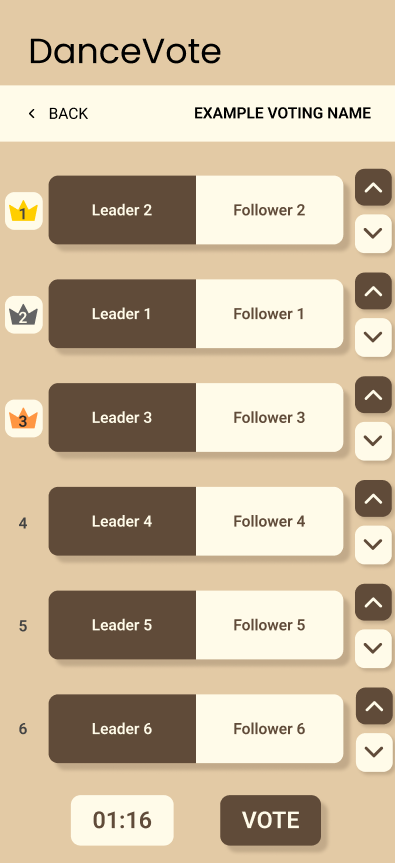 DanceVote
BACK EXAMPLE VOTING NAME
1 Leader 2 Follower 2
2 Leader 1 Follower 1
3 Leader 3 Follower 3
4 Leader 4 Follower 4
5 Leader 5 Follower 5
6 Leader 6 Follower 6
01:16 VOTE